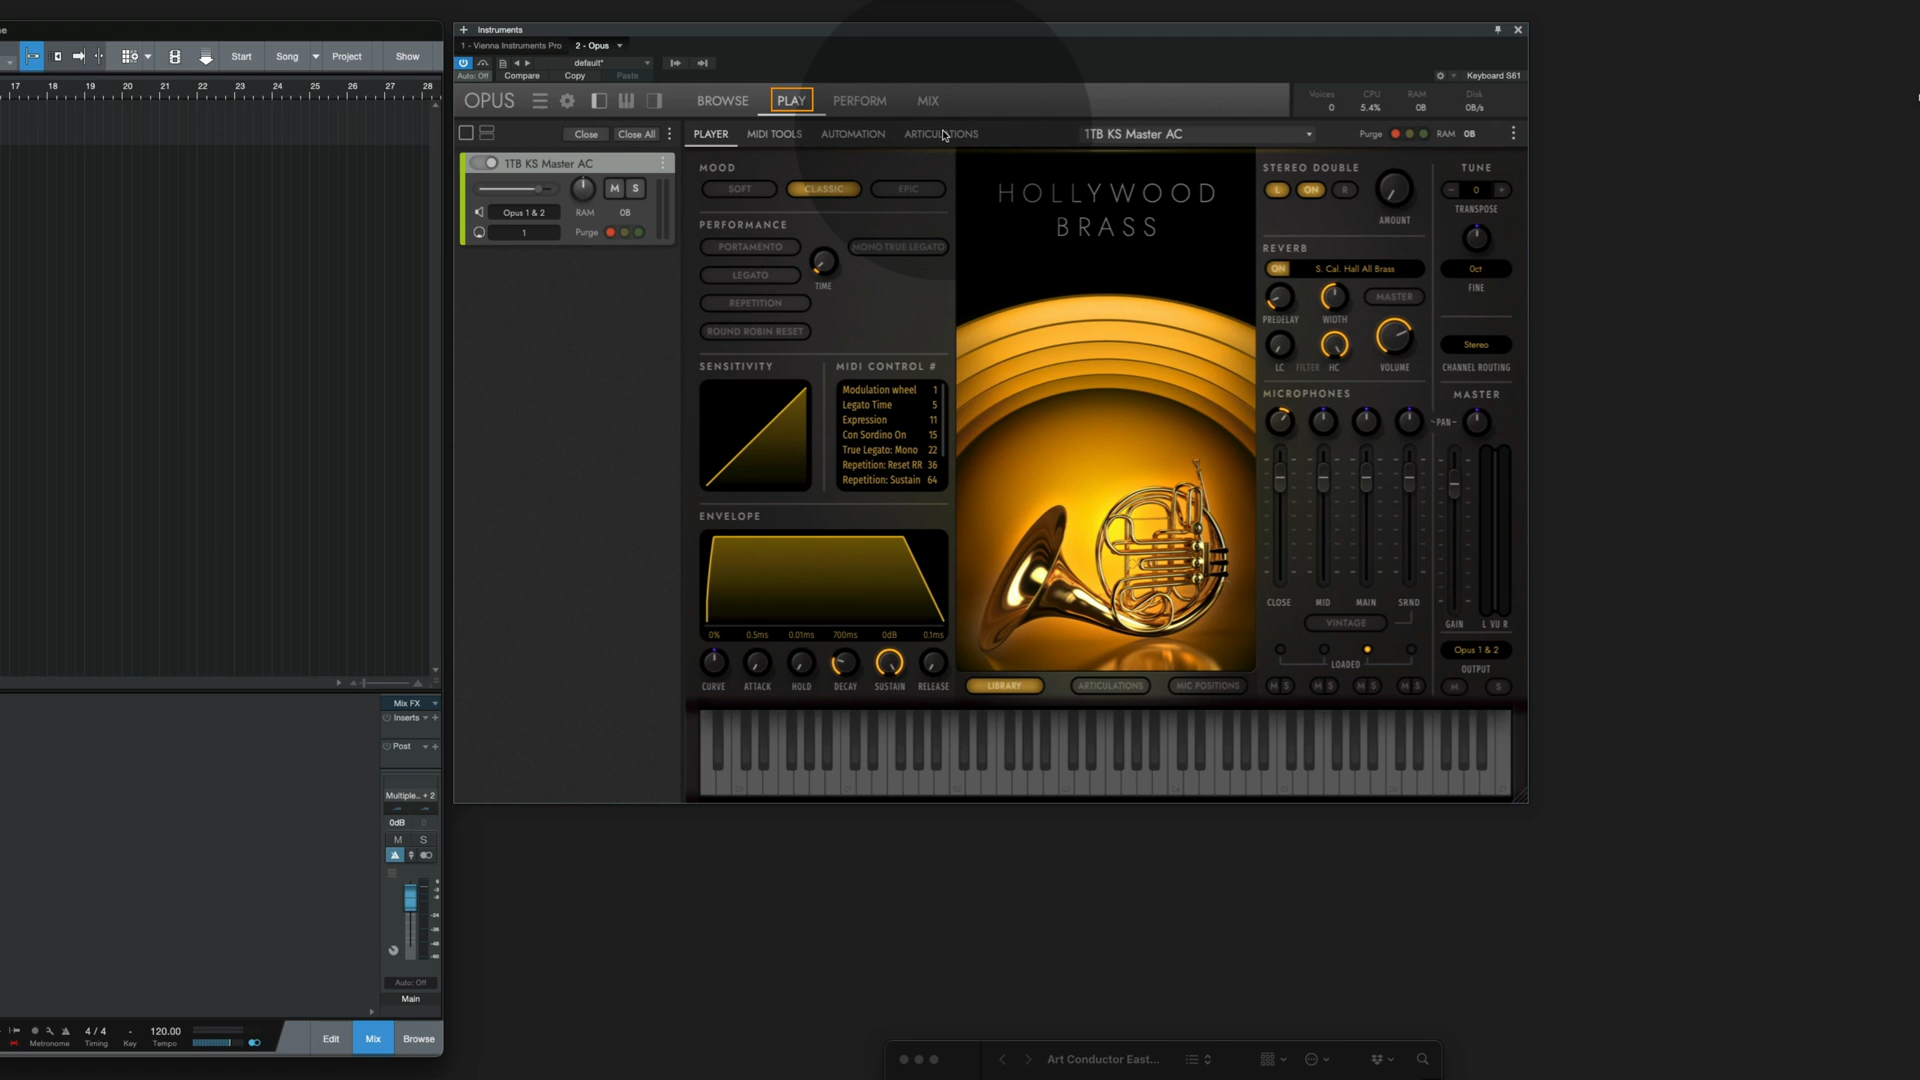 Instruments
1 - Vienna Instruments Pro
2 - Opus
default*
Auto: Off
Compare
Copy
Paste
Keyboard S61
Start
Song
Project
Show
17 18 19 20 21 22 23 24 25 26 27 28
OPUS
BROWSE
PLAY
PERFORM
MIX
Voices
0
CPU
5.4%
RAM
0B
Disk
0B/s
Close
Close All
PLAYER
MIDI TOOLS
AUTOMATION
ARTICULATIONS
1TB KS Master AC
Purge
RAM 0B
1TB KS Master AC
M S
Opus 1 & 2
RAM
0B
1
Purge
MOOD
SOFT
CLASSIC
EPIC
PERFORMANCE
PORTAMENTO
MONO TRUE LEGATO
LEGATO
TIME
REPETITION
ROUND ROBIN RESET
SENSITIVITY
MIDI CONTROL #
Modulation wheel 1
Legato Time 5
Expression 11
Con Sordino On 15
True Legato: Mono 22
Repetition: Reset RR 36
Repetition: Sustain 64
ENVELOPE
0% 0.5ms 0.01ms 700ms 0dB 0.1ms
CURVE ATTACK HOLD DECAY SUSTAIN RELEASE
HOLLYWOOD
BRASS
LIBRARY
ARTICULATIONS
MIC POSITIONS
STEREO DOUBLE
L ON R
AMOUNT
REVERB
ON
S. Cal. Hall All Brass
PREDELAY
WIDTH
MASTER
LC FILTER HC
VOLUME
MICROPHONES
CLOSE MID MAIN SRND
VINTAGE
LOADED
M S M S M S M S
TUNE
- 0 +
TRANSPOSE
0ct
FINE
Stereo
CHANNEL ROUTING
MASTER
-PAN-
GAIN L VU R
Opus 1 & 2
OUTPUT
M S
Mix FX
Inserts
Post
Multiple.. + 2
0dB 0
M S
Auto: Off
Main
4 / 4
-
120.00
Metronome
Timing
Key
Tempo
Edit
Mix
Browse
Art Conductor East...